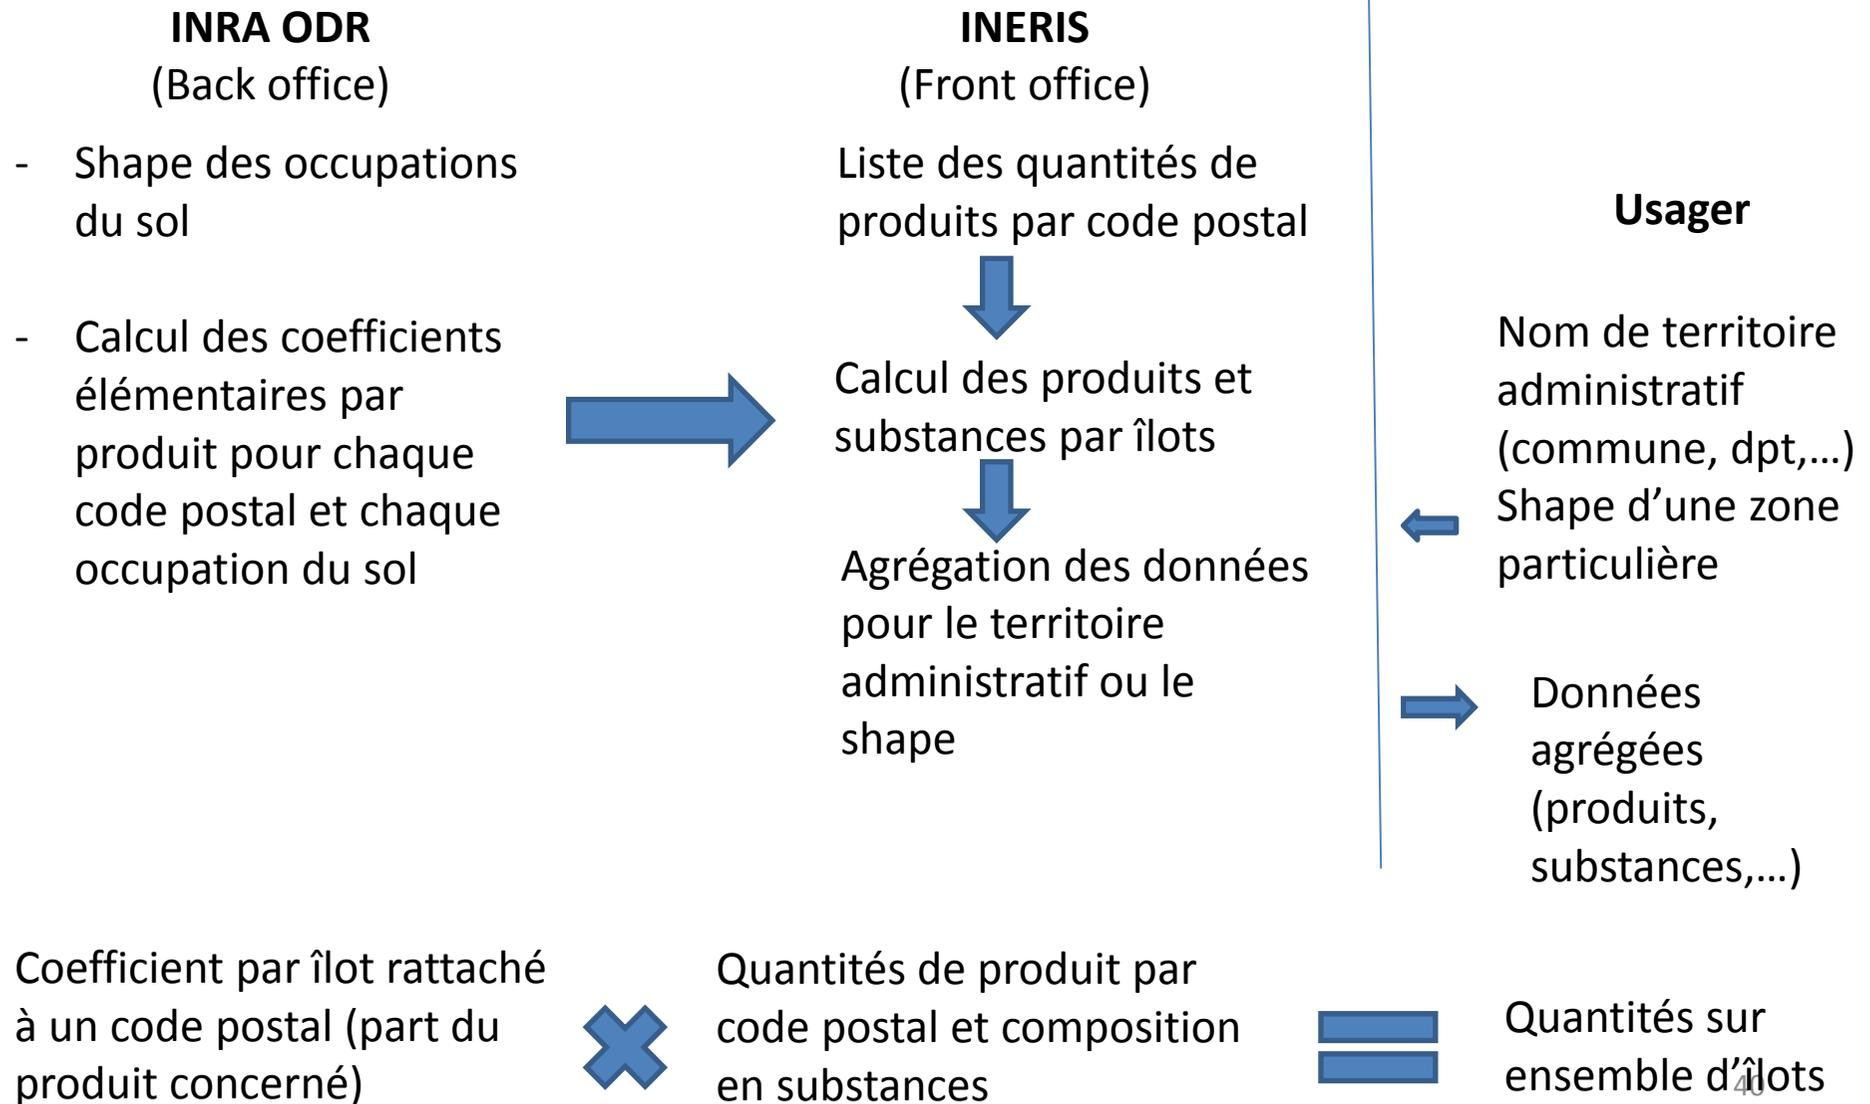 INRA ODR
(Back office)
- Shape des occupations
du sol
- Calcul des coefficients
élémentaires par
produit pour chaque
code postal et chaque
occupation du sol
INERIS
(Front office)
Liste des quantités de
produits par code postal
Calcul des produits et
substances par îlots
Agrégation des données
pour le territoire
administratif ou le
shape
Usager
Nom de territoire
administratif
(commune, dpt,…)
Shape d’une zone
particulière
Données
agrégées
(produits,
substances,…)
Coefficient par îlot rattaché
à un code postal (part du
produit concerné)
Quantités de produit par
code postal et composition
en substances
Quantités sur
ensemble d’îlots
40